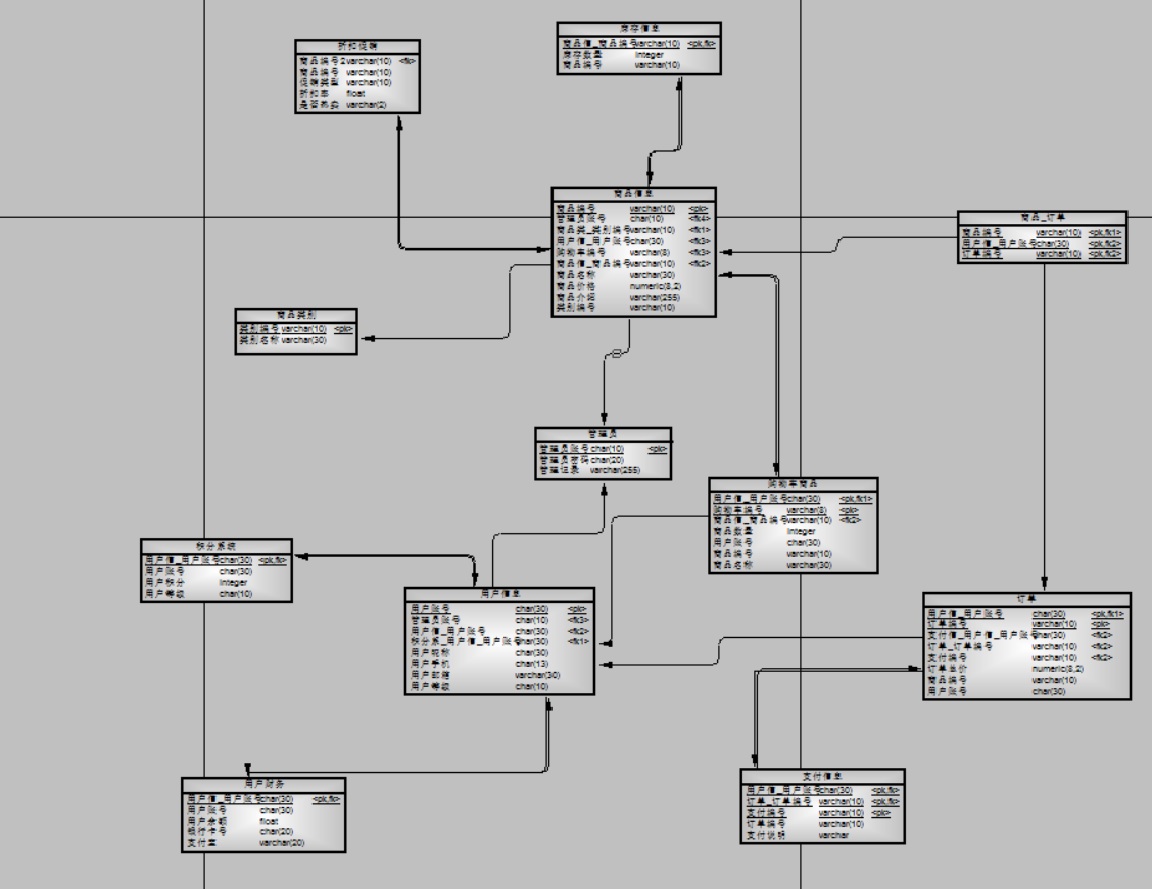 库存信息
商品信_商品编号 varchar(10) <pk,fk>
库存数量 integer
商品编号 varchar(10)
折扣促销
商品编号2 varchar(10) <fk>
商品编号 varchar(10)
促销类型 varchar(10)
折扣率 float
是否热卖 varchar(2)
商品信息
商品编号 varchar(10) <pk>
管理员账号 char(10) <fk4>
商品类_类别编号 varchar(10) <fk1>
用户信_用户账号 char(30) <fk3>
购物车编号 varchar(8) <fk3>
商品信_商品编号 varchar(10) <fk2>
商品名称 varchar(30)
商品价格 numeric(8,2)
商品介绍 varchar(255)
类别编号 varchar(10)
商品_订单
商品编号 varchar(10) <pk,fk1>
用户信_用户账号 char(30) <pk,fk2>
订单编号 varchar(10) <pk,fk2>
商品类别
类别编号 varchar(10) <pk>
类别名称 varchar(30)
管理员
管理员账号 char(10) <pk>
管理员密码 char(20)
管理记录 varchar(255)
购物车商品
用户信_用户账号 char(30) <pk,fk1>
购物车编号 varchar(8) <pk>
商品信_商品编号 varchar(10) <fk2>
商品数量 integer
用户账号 char(30)
商品编号 varchar(10)
商品名称 varchar(30)
积分系统
用户信_用户账号 char(30) <pk,fk>
用户账号 char(30)
用户积分 integer
用户等级 char(10)
用户信息
用户账号 char(30) <pk>
管理员账号 char(10) <fk3>
用户信_用户账号 char(30) <fk2>
积分系_用户信_用户账号 char(30) <fk1>
用户昵称 char(30)
用户手机 char(13)
用户邮箱 varchar(30)
用户等级 char(10)
订单
用户信_用户账号 char(30) <pk,fk1>
订单编号 varchar(10) <pk>
支付信_用户信_用户账号 char(30) <fk2>
订单_订单编号 varchar(10) <fk2>
支付编号 varchar(10) <fk2>
订单总价 numeric(8,2)
商品编号 varchar(10)
用户账号 char(30)
用户财务
用户信_用户账号 char(30) <pk,fk>
用户账号 char(30)
用户余额 float
银行卡号 char(20)
支付宝 varchar(20)
支付信息
用户信_用户账号 char(30) <pk,fk>
订单_订单编号 varchar(10) <pk,fk>
支付编号 varchar(10) <pk>
订单编号 varchar(10)
支付说明 varchar